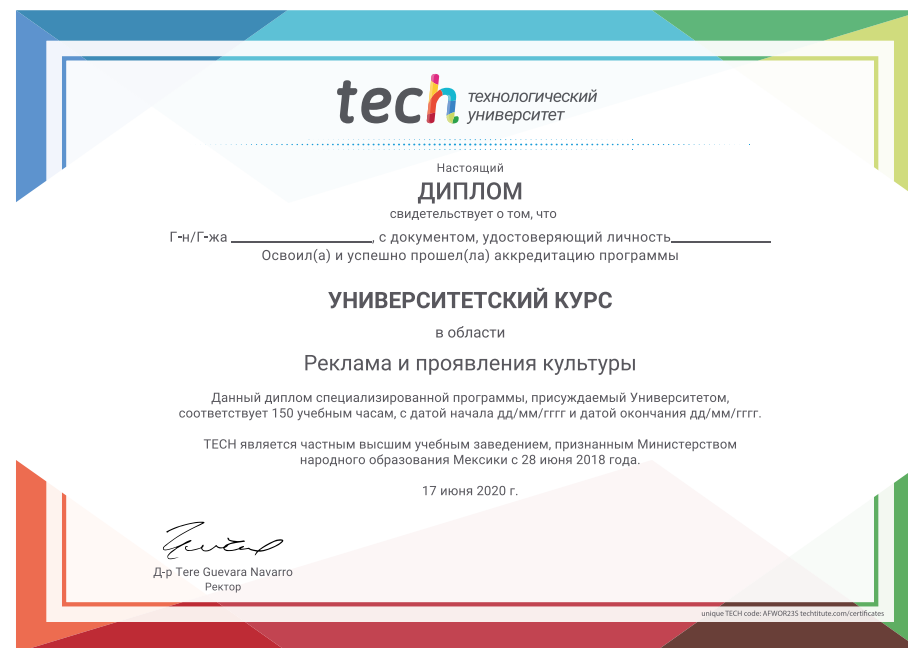 tech технологический
университет
Настоящий
ДИПЛОМ
свидетельствует о том, что
Г-н/Г-жа , с документом, удостоверяющий личность
Освоил(а) и успешно прошел(ла) аккредитацию программы
УНИВЕРСИТЕТСКИЙ КУРС
в области
Реклама и проявления культуры
Данный диплом специализированной программы, присуждаемый Университетом,
соответствует 150 учебным часам, с датой начала дд/мм/гггг и датой окончания дд/мм/гггг.
TECH является частным высшим учебным заведением, признанным Министерством
народного образования Мексики с 28 июня 2018 года.
17 июня 2020 г.
Д-р Tere Guevara Navarro
Ректор
unique TECH code: AFWOR23S techtitute.com/certificates